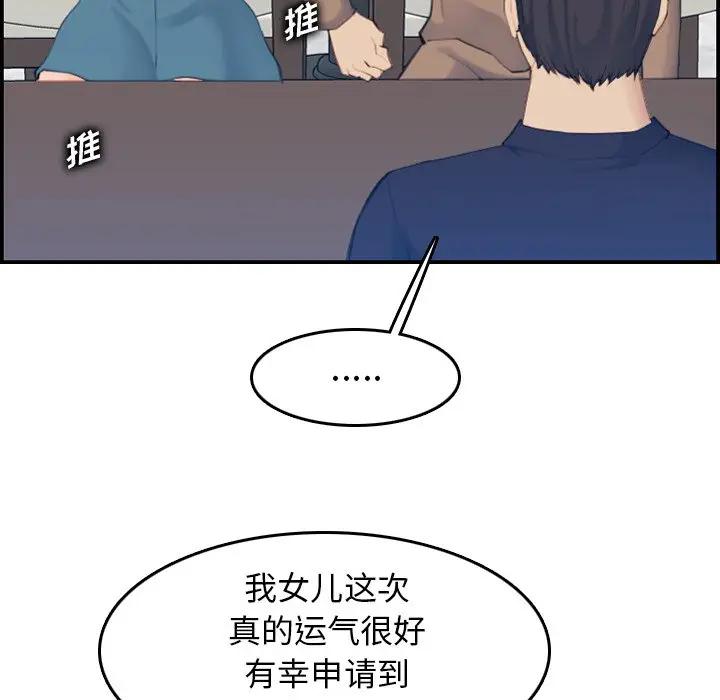 推
推
.....
我女儿这次
真的运气很好
有幸申请到